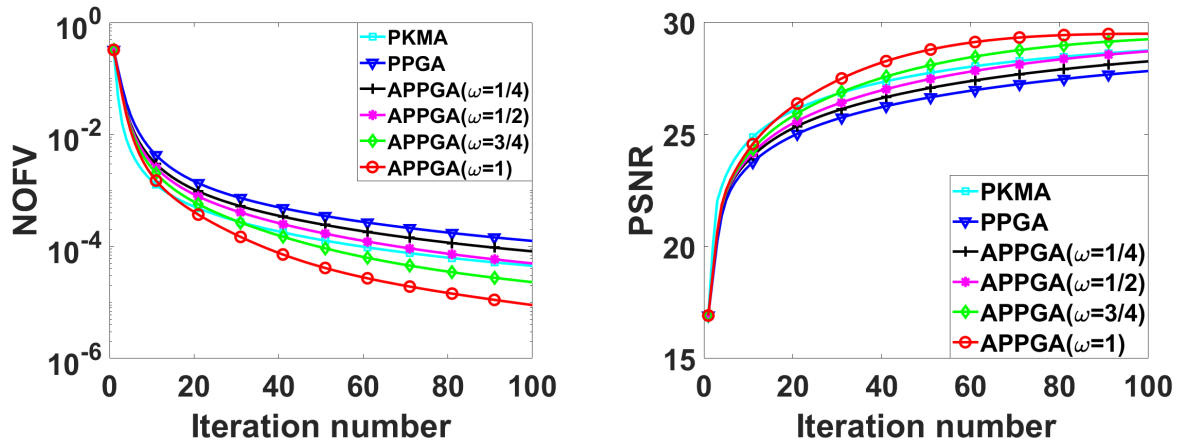 NOFV
10^0
10^-2
10^-4
10^-6
0
20
40
60
80
100
Iteration number
PKMA
PPGA
APPGA(ω=1/4)
APPGA(ω=1/2)
APPGA(ω=3/4)
APPGA(ω=1)
PSNR
30
25
20
15
0
20
40
60
80
100
Iteration number
PKMA
PPGA
APPGA(ω=1/4)
APPGA(ω=1/2)
APPGA(ω=3/4)
APPGA(ω=1)